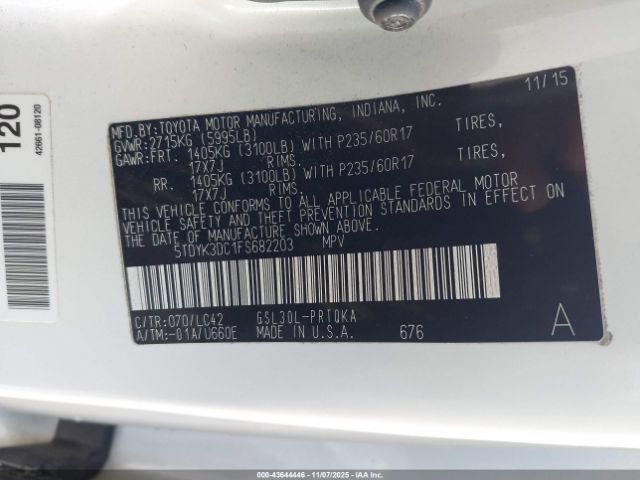 120
42661-08120
MFD.BY:TOYOTA MOTOR MANUFACTURING, INDIANA, INC. 11/15
GVWR:2715KG (5995LB)
GAWR:FRT. 1405KG (3100LB) WITH P235/60R17 TIRES,
17X7J RIMS.
RR. 1405KG (3100LB) WITH P235/60R17 TIRES,
17X7J RIMS.
THIS VEHICLE CONFORMS TO ALL APPLICABLE FEDERAL MOTOR
VEHICLE SAFETY AND THEFT PREVENTION STANDARDS IN EFFECT
ON THE DATE OF MANUFACTURE SHOWN ABOVE.
5TDYK3DC1FS682203 MPV
C/TR:070/LC42 GSL30L-PRTQKA
A/TM:-01A/U660E MADE IN U.S.A. 676 A
000-43644446 - 11/07/2025 - COPART